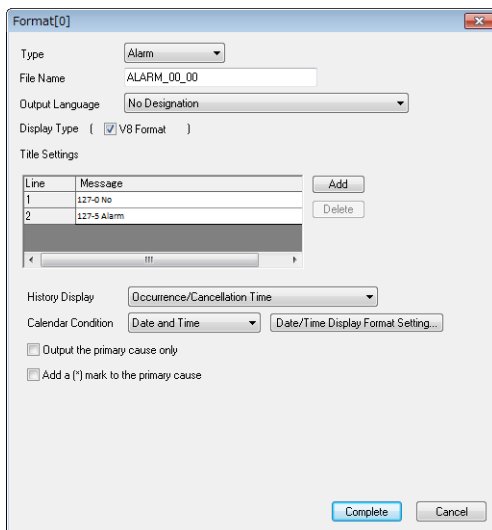 Format[0]
Type Alarm
File Name ALARM_00_00
Output Language No Designation
Display Type [ V8 Format ]
Title Settings
Line Message
1 127-0 No
2 127-5 Alarm
Add
Delete
History Display Occurrence/Cancellation Time
Calendar Condition Date and Time Date/Time Display Format Setting...
Output the primary cause only
Add a (*) mark to the primary cause
Complete Cancel